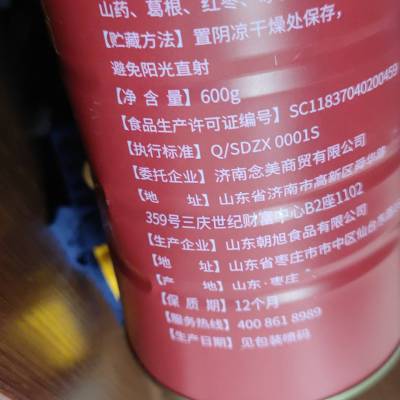 山药、葛根、红枣、
【贮藏方法】置阴凉干燥处保存，
避免阳光直射
【净 含 量】600g
【食品生产许可证编号】SC11837040200459
【执行标准】Q/SDZX 0001S
【委托企业】济南念美商贸有限公司
【地 址】山东省济南市高新区舜华路
359号三庆世纪财富中心B2座1102
【生产企业】山东朝旭食品有限公司
【地 址】山东省枣庄市市中区
【产 地】山东·枣庄
【保 质 期】12个月
【服务热线】400 861 8989
【生产日期】见包装喷码